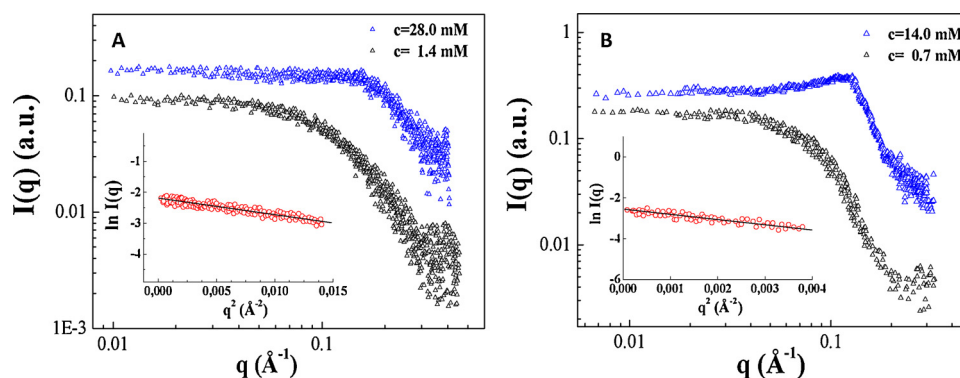 A
c=28.0 mM
c= 1.4 mM
I(q) (a.u.)
0.1
0.01
1E-3
0.01
0.1
q (Å-1)
ln I(q)
-1
-2
-3
-4
0,000
0,005
0,010
0,015
q2 (Å-2)
B
c=14.0 mM
c= 0.7 mM
I(q) (a.u.)
1
0.1
0.01
0.01
0.1
q (Å-1)
ln I(q)
0
-2
-4
-6
0,000
0,001
0,002
0,003
0,004
q2 (Å-2)